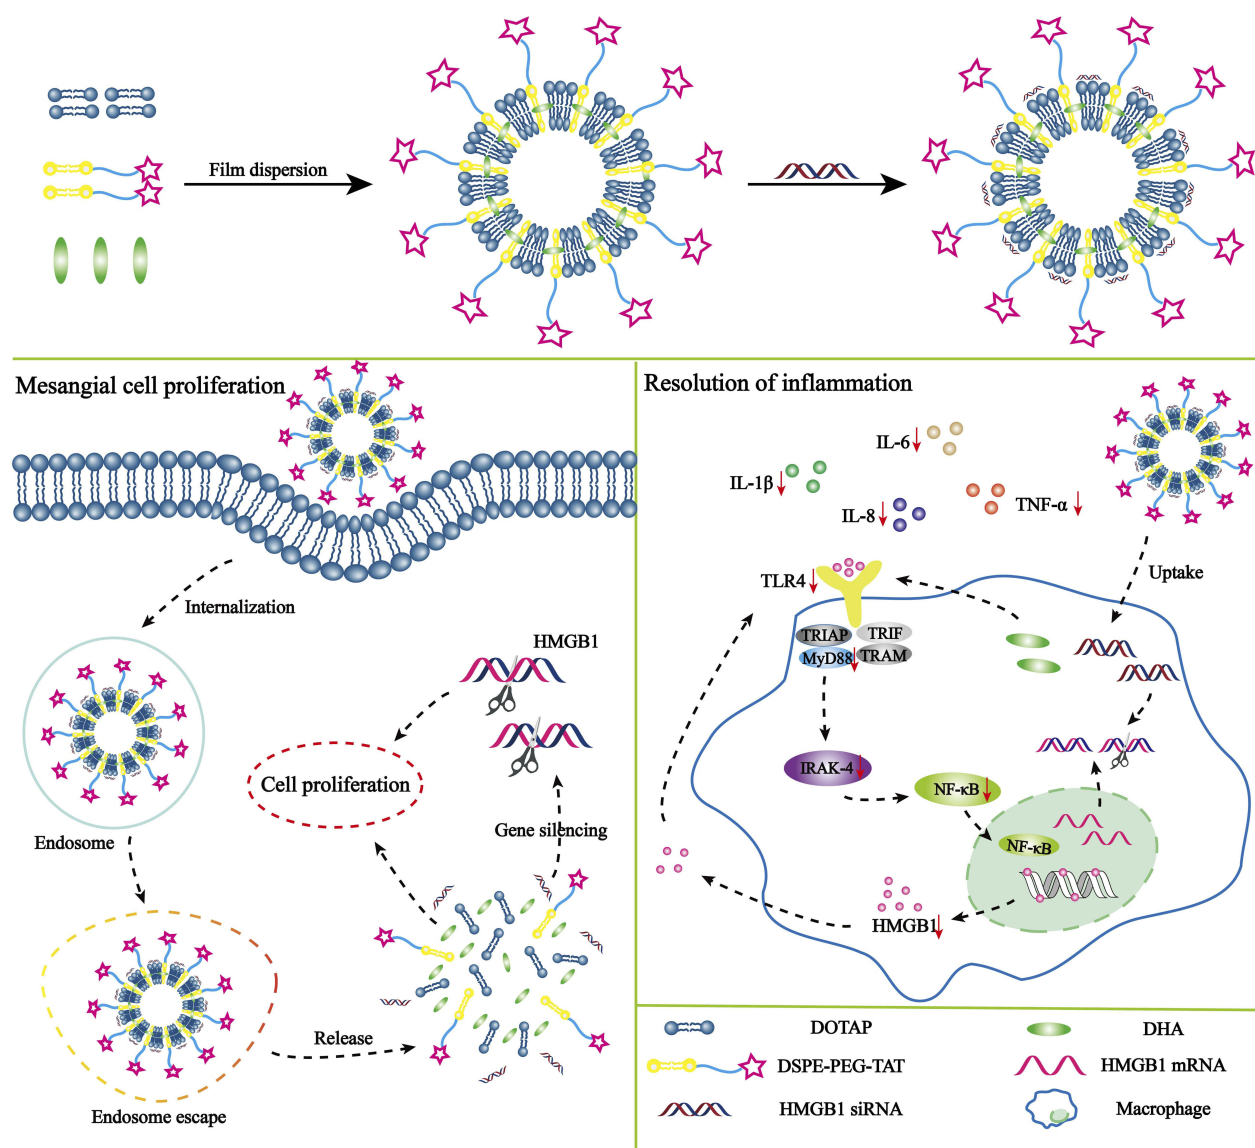 Film dispersion
Mesangial cell proliferation
Internalization
HMGB1
Cell proliferation
Endosome
Gene silencing
Release
Endosome escape
Resolution of inflammation
IL-6
IL-1β
IL-8
TNF-α
TLR4
Uptake
TRIAP
TRIF
MyD88
TRAM
IRAK-4
NF-κB
NF-κB
HMGB1
DOTAP
DHA
DSPE-PEG-TAT
HMGB1 mRNA
HMGB1 siRNA
Macrophage